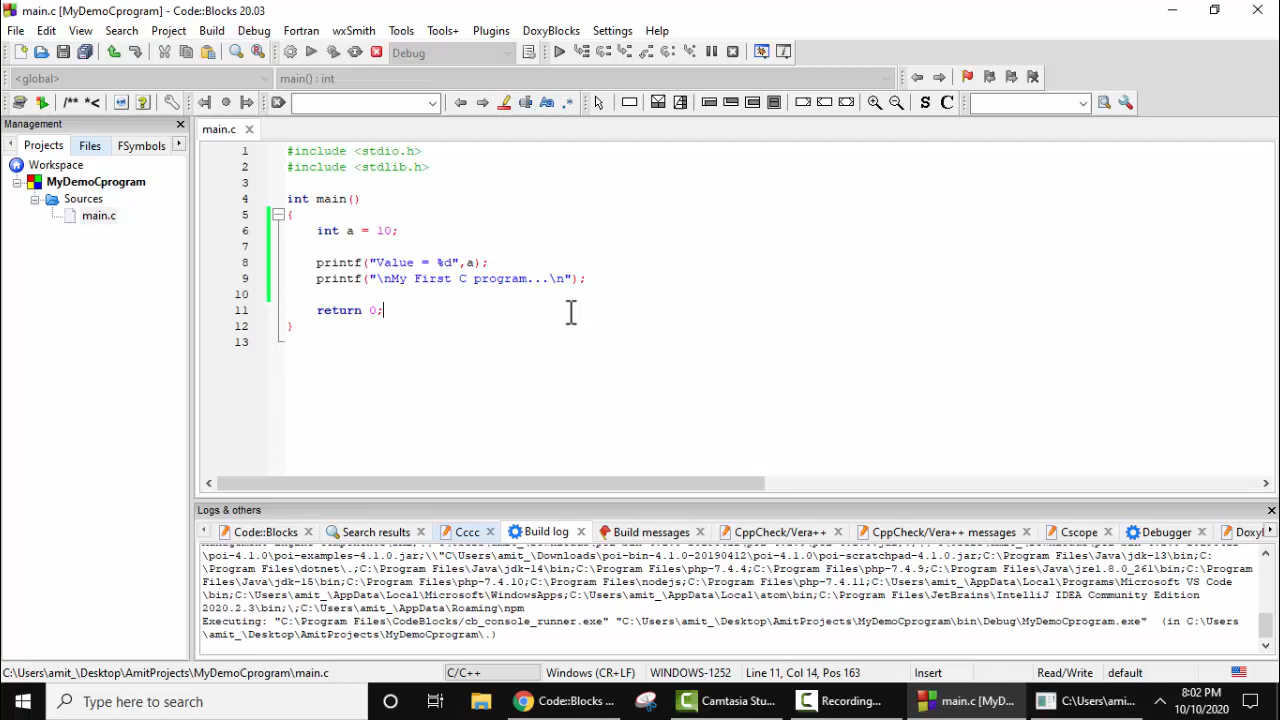 main.c [MyDemoCprogram] - Code::Blocks 20.03
File Edit View Search Project Build Debug Fortran wxSmith Tools Tools+ Plugins DoxyBlocks Settings Help
Debug
<global> main() : int
/** *< Aa .* S C
Management
Projects Files FSymbols
Workspace
MyDemoCprogram
Sources
main.c
main.c
1 #include <stdio.h>
2 #include <stdlib.h>
3
4 int main()
5 {
6 int a = 10;
7
8 printf("Value = %d",a);
9 printf("\nMy First C program...\n");
10
11 return 0;
12 }
13
Logs & others
Code::Blocks Search results Cccc Build log Build messages CppCheck/Vera++ CppCheck/Vera++ messages Cscope Debugger Doxy
\poi-4.1.0\poi-examples-4.1.0.jar;\\"C\Users\amit_\Downloads\poi-bin-4.1.0-20190412\poi-4.1.0\poi-scratchpad-4.1.0.jar;C:\Program Files\Java\jdk-13\bin;C:
\Program Files\dotnet\.;C\Program Files\Java\jdk-14\bin;C\Program Files\php-7.4.4;C\Program Files\php-7.4.9;C\Program Files\Java\jre1.8.0_261\bin;C:\Program
Files\Java\jdk-15\bin;C:\Program Files\php-7.4.10;C:\Program Files\nodejs;C:\Program Files\php-7.4.11;C:\Users\amit_\AppData\Local\Programs\Microsoft VS Code
\bin;C:\Users\amit_\AppData\Local\Microsoft\WindowsApps;C:\Users\amit_\AppData\Local\atom\bin;C:\Program Files\JetBrains\IntelliJ IDEA Community Edition
2020.2.3\bin;\;C:\Users\amit_\AppData\Roaming\npm
Executing: "C:\Program Files\CodeBlocks/cb_console_runner.exe" "C:\Users\amit_\Desktop\AmitProjects\MyDemoCprogram\bin\Debug\MyDemoCprogram.exe" (in C:\Users
\amit_\Desktop\AmitProjects\MyDemoCprogram\.)
C:\Users\amit_\Desktop\AmitProjects\MyDemoCprogram\main.c C/C++ Windows (CR+LF) WINDOWS-1252 Line 11, Col 14, Pos 163 Insert Read/Write default
Type here to search Code::Blocks ... Camtasia Stu... Recording... main.c [MyD... C:\Users\ami... 8:02 PM
10/10/2020